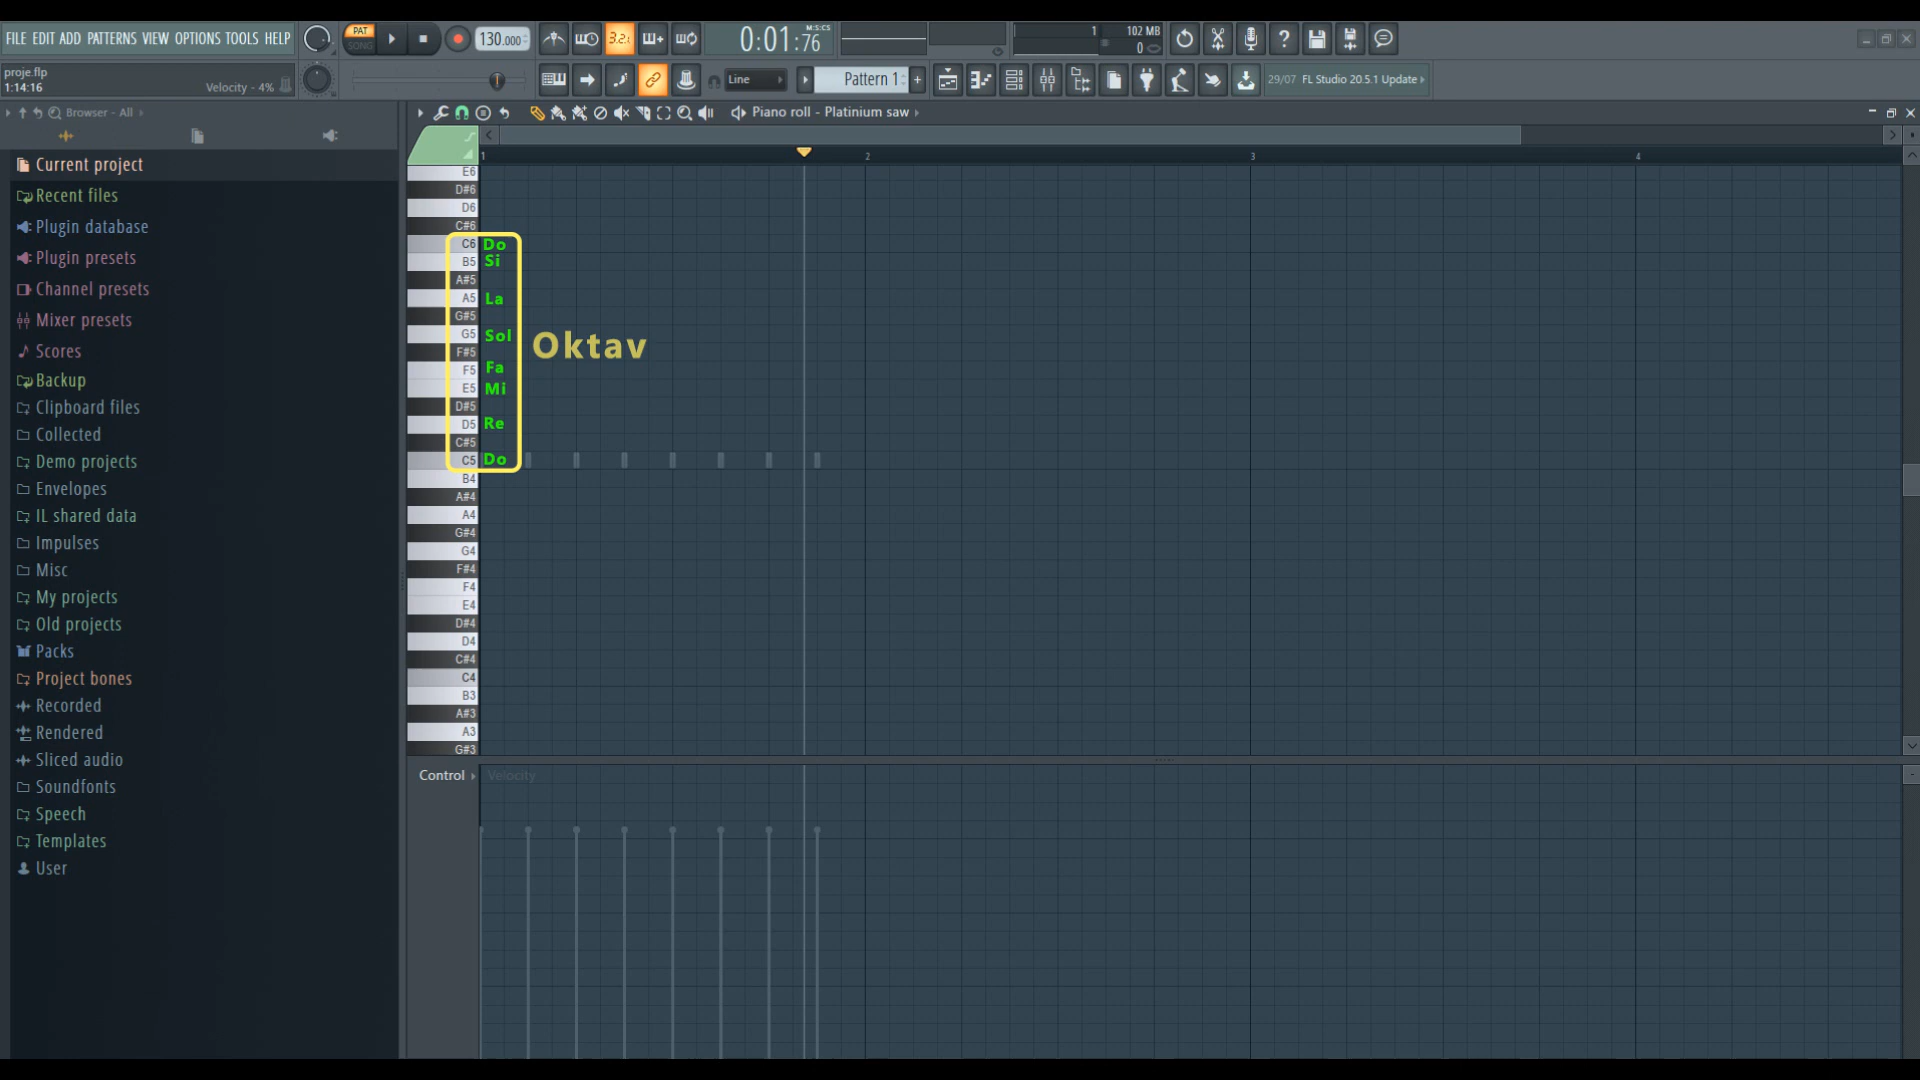 FILE EDIT ADD PATTERNS VIEW OPTIONS TOOLS HELP
PAT
SONG
130.000
3.2.
0:01:76
M:S:CS
1
102 MB
0
proje.flp
1:14:16
Velocity - 4%
Line
Pattern 1
+
29/07 FL Studio 20.5.1 Update
Browser - All
Piano roll - Platinium saw
Current project
Recent files
Plugin database
Plugin presets
Channel presets
Mixer presets
Scores
Backup
Clipboard files
Collected
Demo projects
Envelopes
IL shared data
Impulses
Misc
My projects
Old projects
Packs
Project bones
Recorded
Rendered
Sliced audio
Soundfonts
Speech
Templates
User
1 2 3 4
E6
D#6
D6
C#6
C6 Do
B5 Si
A#5
A5 La
G#5
G5 Sol
Oktav
F#5
F5 Fa
E5 Mi
D#5
D5 Re
C#5
C5 Do
B4
A#4
A4
G#4
G4
F#4
F4
E4
D#4
D4
C#4
C4
B3
A#3
A3
G#3
Control Velocity